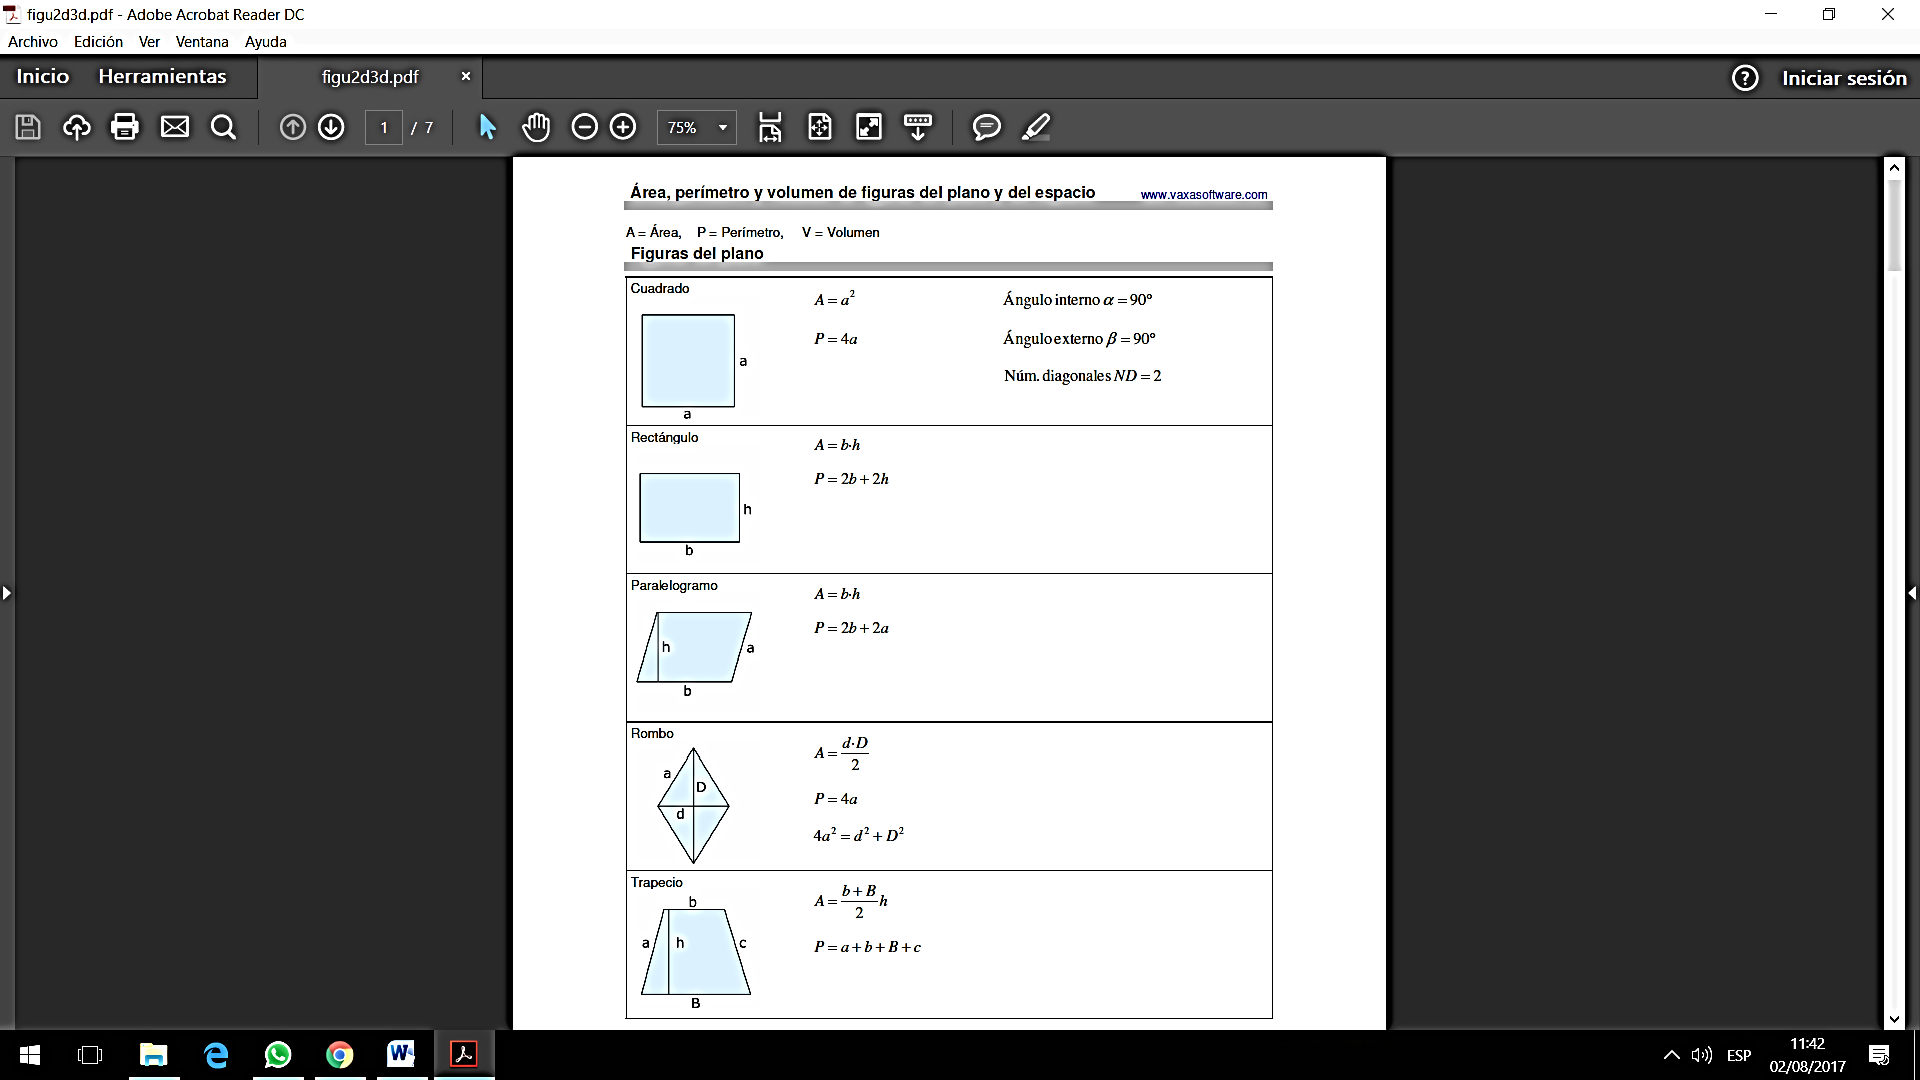 figu2d3d.pdf - Adobe Acrobat Reader DC
Archivo Edición Ver Ventana Ayuda
Inicio Herramientas figu2d3d.pdf × ? Iniciar sesión
1 / 7 75%
Área, perímetro y volumen de figuras del plano y del espacio www.vaxasoftware.com
A = Área, P = Perímetro, V = Volumen
Figuras del plano
Cuadrado
A = a²
Ángulo interno α = 90º
P = 4a
Ángulo externo β = 90º
Núm. diagonales ND = 2
a
a
Rectángulo
A = b·h
P = 2b + 2h
h
b
Paralelogramo
A = b·h
P = 2b + 2a
h a
b
Rombo
A = d·D / 2
P = 4a
4a² = d² + D²
a
D
d
Trapecio
A = b + B / 2 h
P = a + b + B + c
b
a h c
B
ESP
11:42
02/08/2017